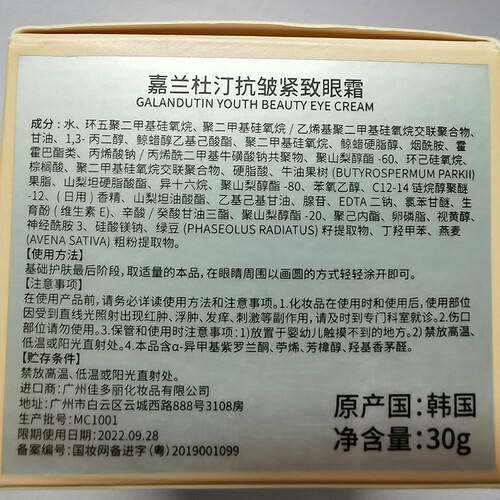 嘉兰杜汀抗皱紧致眼霜
GALANDUTIN YOUTH BEAUTY EYE CREAM
成分：水、环五聚二甲基硅氧烷、聚二甲基硅氧烷/乙烯基聚二甲基硅氧烷交联聚合物、
甘油、1,3-丙二醇、鲸蜡醇乙基己酸酯、聚二甲基硅氧烷、鲸蜡硬脂醇、烟酰胺、霍
霍巴酯类、丙烯酸钠/丙烯酰二甲基牛磺酸钠共聚物、聚山梨醇酯-60、环己硅氧烷、
棕榈酸、聚二甲基硅氧烷交联聚合物、硬脂酸、牛油果树(BUTYROSPERMUM PARKII)
果脂、山梨坦硬脂酸酯、异十六烷、聚山梨醇酯-80、苯氧乙醇、C12-14链烷醇聚醚
-12、(日用)香精、山梨坦油酸酯、乙基己基甘油、腺苷、EDTA二钠、氯苯甘醚、生
育酚(维生素E)、辛酸/癸酸甘油三酯、聚山梨醇酯-20、聚己内酯、卵磷脂、视黄醇、
神经酰胺3、硅酸镁钠、绿豆(PHASEOLUS RADIATUS)籽提取物、丁羟甲苯、燕麦
(AVENA SATIVA)粗粉提取物。
【使用方法】
基础护肤最后阶段，取适量的本品，在眼睛周围以画圆的方式轻轻涂开即可。
【注意事项】
在使用产品前，请务必详读使用方法和注意事项。1.化妆品在使用时和使用后，使用部位
因受到直线光照射出现红肿、浮肿、发痒、刺激等副作用，请及时到专门科室就诊。2.伤口
部位请勿使用。3.保管和使用时注意事项：1)放置于婴幼儿触摸不到的地方。2)禁放高温、
低温或阳光直射处。4.本品含α-异甲基紫罗兰酮、苧烯、芳樟醇、羟基香茅醛。
【贮存条件】
禁放高温、低温或阳光直射处。
进口商：广州佳多丽化妆品有限公司
地址：广州市白云区云城西路888号3108房
生产批号：MC1001
限期使用日期：2022.09.28
备案编号：国妆网备进字（粤）2019001099
原产国：韩国
净含量：30g